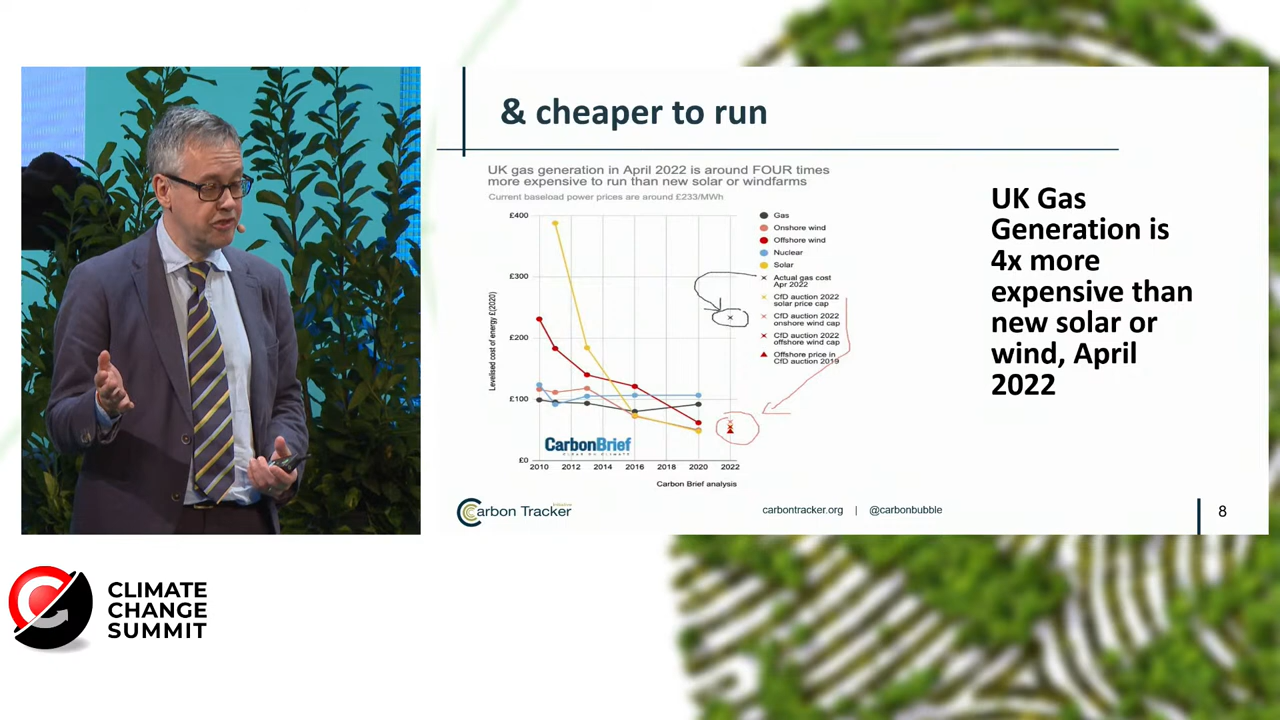 & cheaper to run
UK gas generation in April 2022 is around FOUR times
more expensive to run than new solar or windfarms
Current baseload power prices are around £233/MWh
£400
£300
£200
£100
£0
Levelised cost of energy £(2020)
2010 2012 2014 2016 2018 2020 2022
Gas
Onshore wind
Offshore wind
Nuclear
Solar
Actual gas cost
Apr 2022
CfD auction 2022
solar price cap
CfD auction 2022
onshore wind cap
CfD auction 2022
offshore wind cap
Offshore price in
CfD auction 2019
CarbonBrief
CLEAR ON CLIMATE
Carbon Brief analysis
UK Gas
Generation is
4x more
expensive than
new solar or
wind, April
2022
Carbon Tracker
Initiative
carbontracker.org | @carbonbubble
8
CLIMATE
CHANGE
SUMMIT